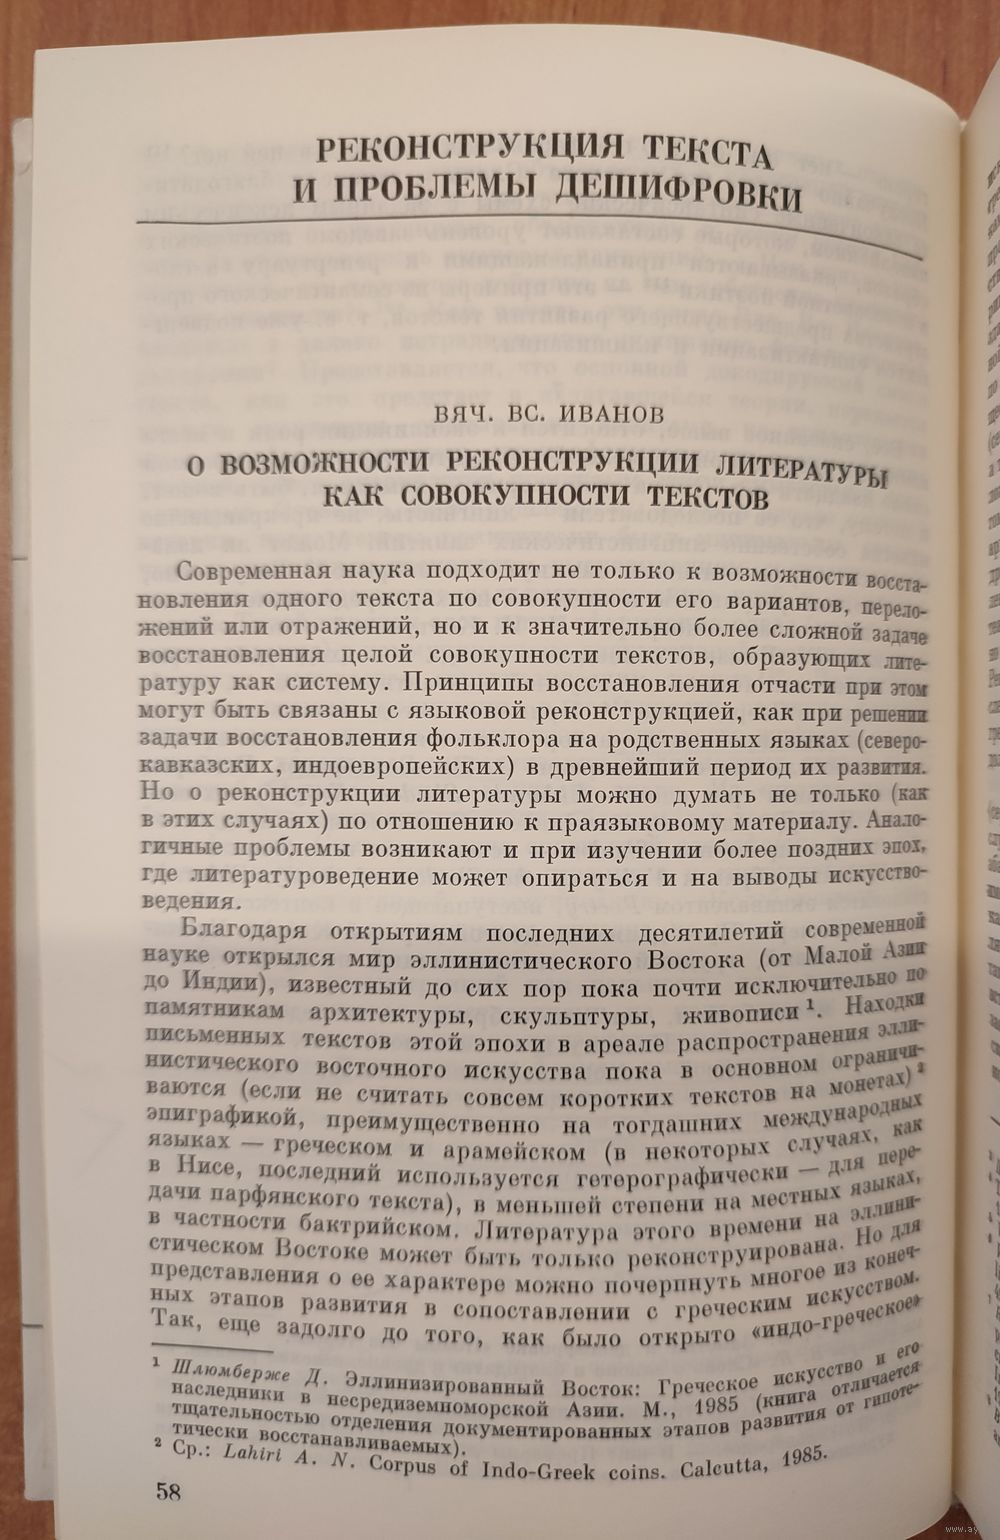 РЕКОНСТРУКЦИЯ ТЕКСТА
И ПРОБЛЕМЫ ДЕШИФРОВКИ
ВЯЧ. ВС. ИВАНОВ
О ВОЗМОЖНОСТИ РЕКОНСТРУКЦИИ ЛИТЕРАТУРЫ
КАК СОВОКУПНОСТИ ТЕКСТОВ
Современная наука подходит не только к возможности восста-
новления одного текста по совокупности его вариантов, перело-
жений или отражений, но и к значительно более сложной задаче
восстановления целой совокупности текстов, образующих лите-
ратуру как систему. Принципы восстановления отчасти при этом
могут быть связаны с языковой реконструкцией, как при решении
задачи восстановления фольклора на родственных языках (северо-
кавказских, индоевропейских) в древнейший период их развития.
Но о реконструкции литературы можно думать не только (как
в этих случаях) по отношению к праязыковому материалу. Анало-
гичные проблемы возникают и при изучении более поздних эпох,
где литературоведение может опираться и на выводы искусство-
ведения.
Благодаря открытиям последних десятилетий современной
науке открылся мир эллинистического Востока (от Малой Азии
до Индии), известный до сих пор пока почти исключительно по
памятникам архитектуры, скульптуры, живописи ¹. Находки
письменных текстов этой эпохи в ареале распространения элли-
нистического восточного искусства пока в основном ограничи-
ваются (если не считать совсем коротких текстов на монетах) ²
эпиграфикой, преимущественно на тогдашних международных
языках — греческом и арамейском (в некоторых случаях, как
в Нисе, последний используется гетерографически — для пере-
дачи парфянского текста), в меньшей степени на местных языках,
в частности бактрийском. Литература этого времени на эллини-
стическом Востоке может быть только реконструирована. Но для
представления о ее характере можно почерпнуть многое из конеч-
ных этапов развития в сопоставлении с греческим искусством.
Так, еще задолго до того, как было открыто «индо-греческое»
¹ Шлюмберже Д. Эллинизированный Восток: Греческое искусство и его
наследники в несредиземноморской Азии. М., 1985 (книга отличается
тщательностью отделения документированных этапов развития от гипоте-
тически восстанавливаемых).
² Ср.: Lahiri A. N. Corpus of Indo-Greek coins. Calcutta, 1985.
58